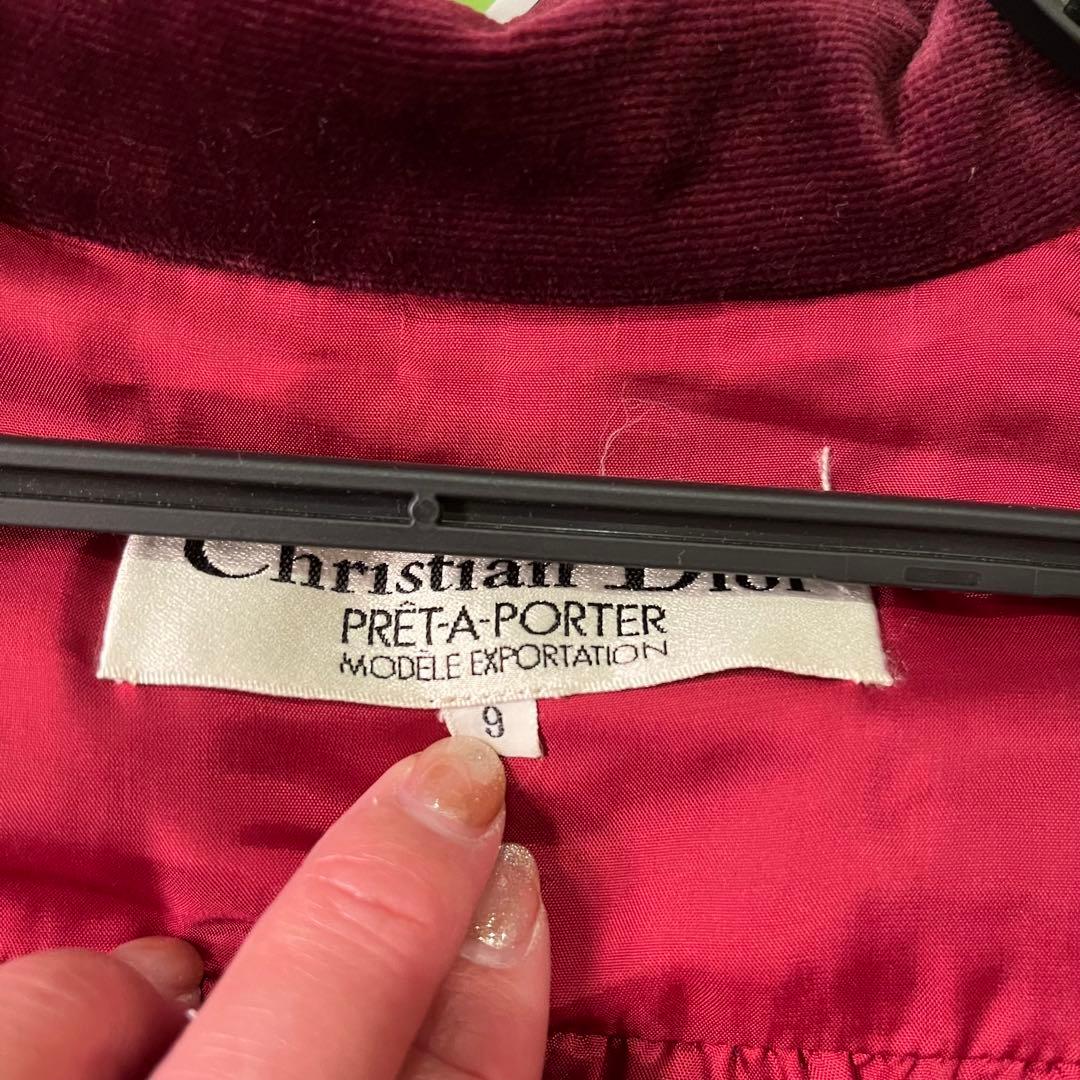 Christian Dior
PRÊT-A-PORTER
MODÈLE EXPORTATION
9